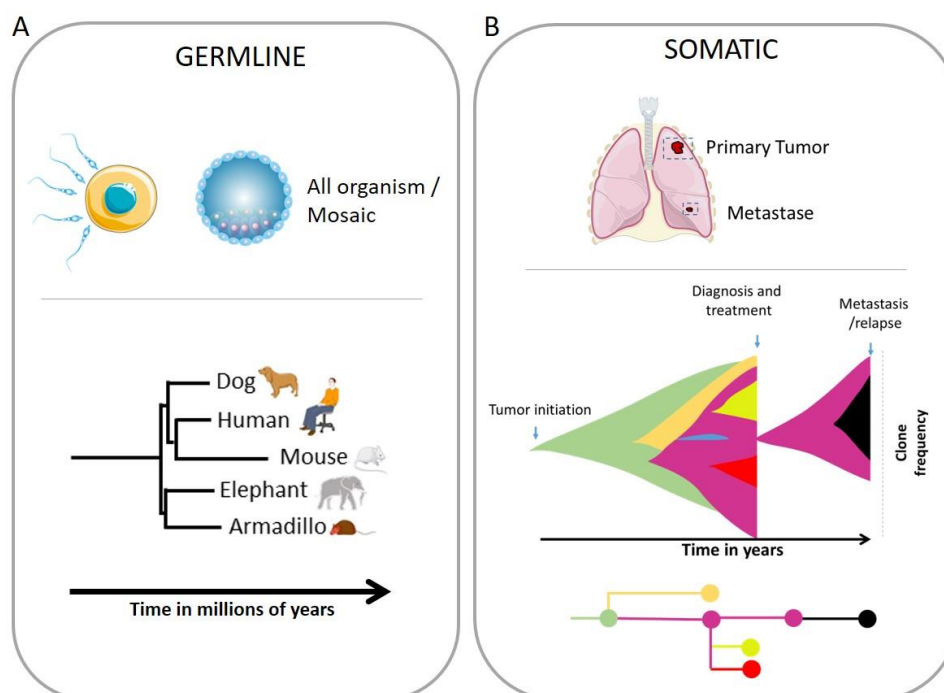 A
GERMLINE
All organism /
Mosaic
Dog
Human
Mouse
Elephant
Armadillo
Time in millions of years
B
SOMATIC
Primary Tumor
Metastase
Diagnosis and
treatment
Metastasis
/relapse
Tumor initiation
Clone
frequency
Time in years